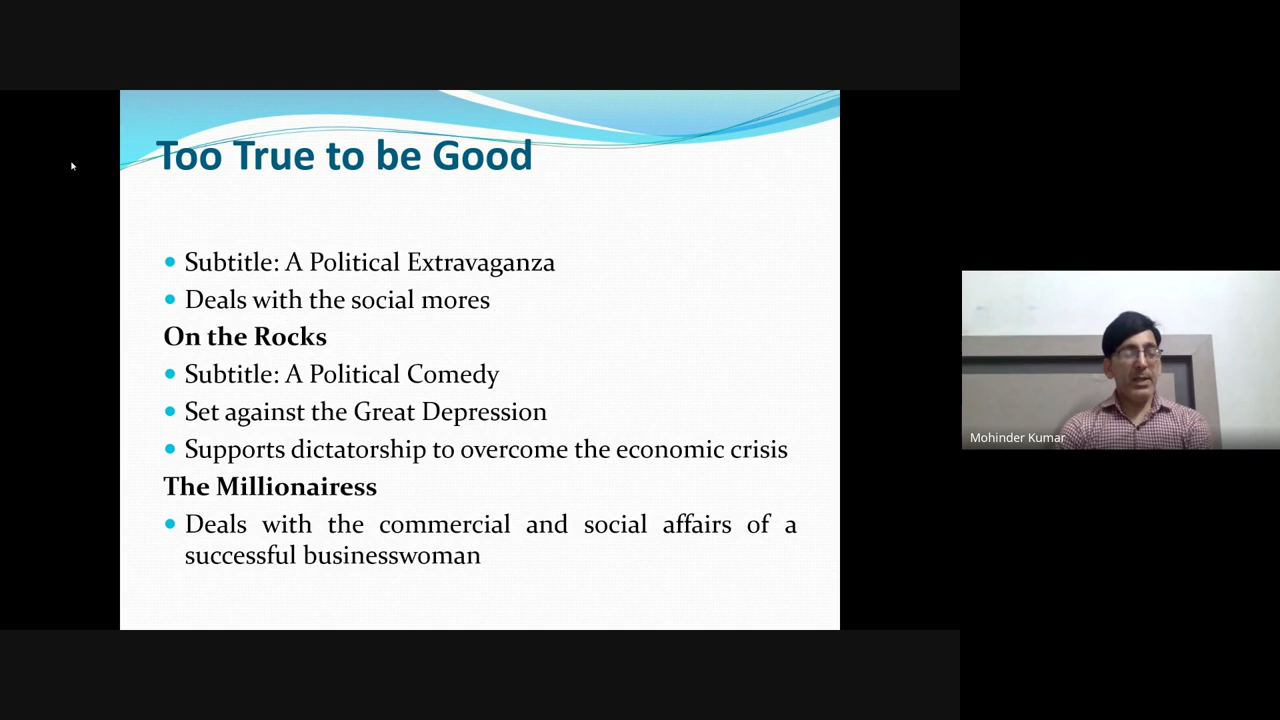 Too True to be Good
Subtitle: A Political Extravaganza
Deals with the social mores
On the Rocks
Subtitle: A Political Comedy
Set against the Great Depression
Supports dictatorship to overcome the economic crisis
The Millionairess
Deals with the commercial and social affairs of a
successful businesswoman
Mohinder Kumar